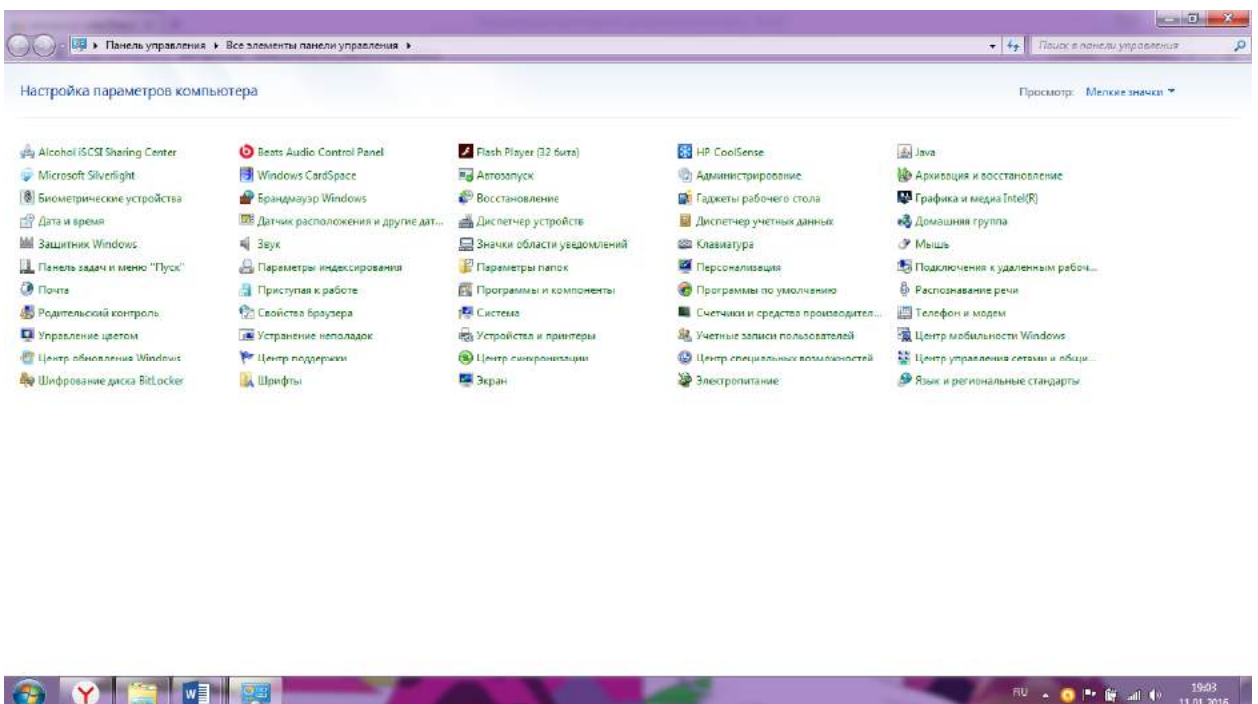 Панель управления ▸ Все элементы панели управления ▸
Поиск в панели управления
Настройка параметров компьютера
Просмотр: Мелкие значки
Alcohol iSCSI Sharing Center Beats Audio Control Panel Flash Player (32 бита) HP CoolSense Java
Microsoft Silverlight Windows CardSpace Автозапуск Администрирование Архивация и восстановление
Биометрические устройства Брандмауэр Windows Восстановление Гаджеты рабочего стола Графика и медиа Intel(R)
Дата и время Датчик расположения и другие дат... Диспетчер устройств Диспетчер учетных данных Домашняя группа
Защитник Windows Звук Значки области уведомлений Клавиатура Мышь
Панель задач и меню "Пуск" Параметры индексирования Параметры папок Персонализация Подключения к удаленным рабоч...
Почта Приступая к работе Программы и компоненты Программы по умолчанию Распознавание речи
Родительский контроль Свойства браузера Система Счетчики и средства производител... Телефон и модем
Управление цветом Устранение неполадок Устройства и принтеры Учетные записи пользователей Центр мобильности Windows
Центр обновления Windows Центр поддержки Центр синхронизации Центр специальных возможностей Центр управления сетями и общи...
Шифрование диска BitLocker Шрифты Экран Электропитание Язык и региональные стандарты
RU
19:03
11.01.2016